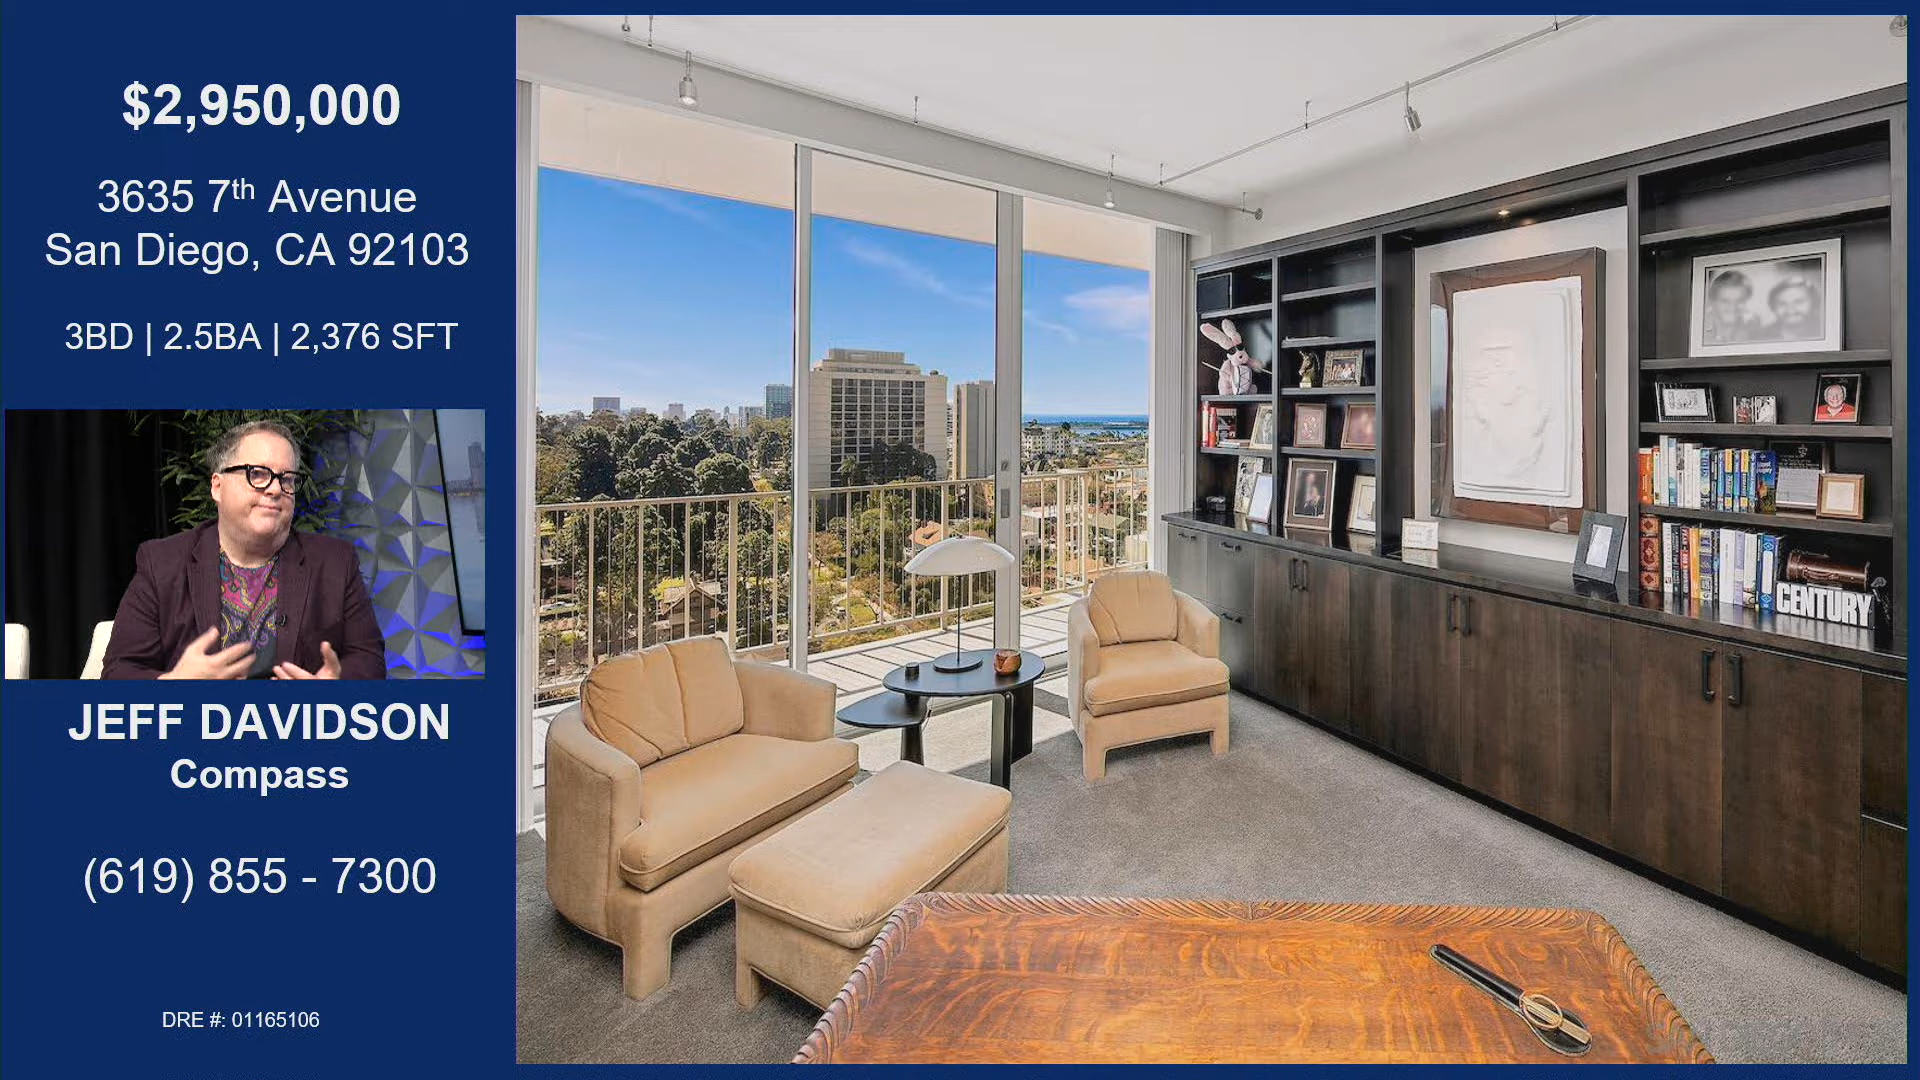 $2,950,000
3635 7th Avenue
San Diego, CA 92103
3BD | 2.5BA | 2,376 SFT
JEFF DAVIDSON
Compass
(619) 855 - 7300
DRE #: 01165106
CENTURY